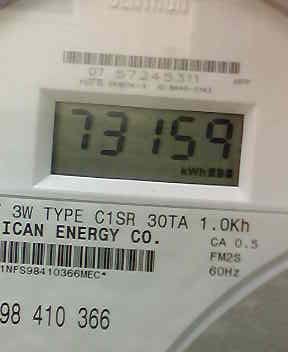 07 57245311
73159
kWh
3W TYPE C1SR 30TA 1.0Kh
ICAN ENERGY CO.
CA 0.5
FM2S
60Hz
1NFS98410366MEC*
98 410 366